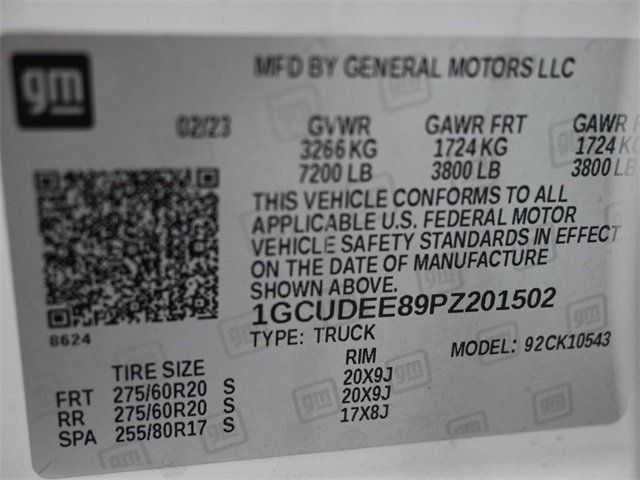 gm
MFD BY GENERAL MOTORS LLC
02/23 GVWR GAWR FRT GAWR
3266 KG 1724 KG 1724 KG
7200 LB 3800 LB 3800 LB
THIS VEHICLE CONFORMS TO ALL
APPLICABLE U.S. FEDERAL MOTOR
VEHICLE SAFETY STANDARDS IN EFFECT
ON THE DATE OF MANUFACTURE
SHOWN ABOVE.
1GCUDEE89PZ201502
8624
TYPE: TRUCK MODEL: 92CK10543
TIRE SIZE RIM
FRT 275/60R20 S 20X9J
RR 275/60R20 S 20X9J
SPA 255/80R17 S 17X8J